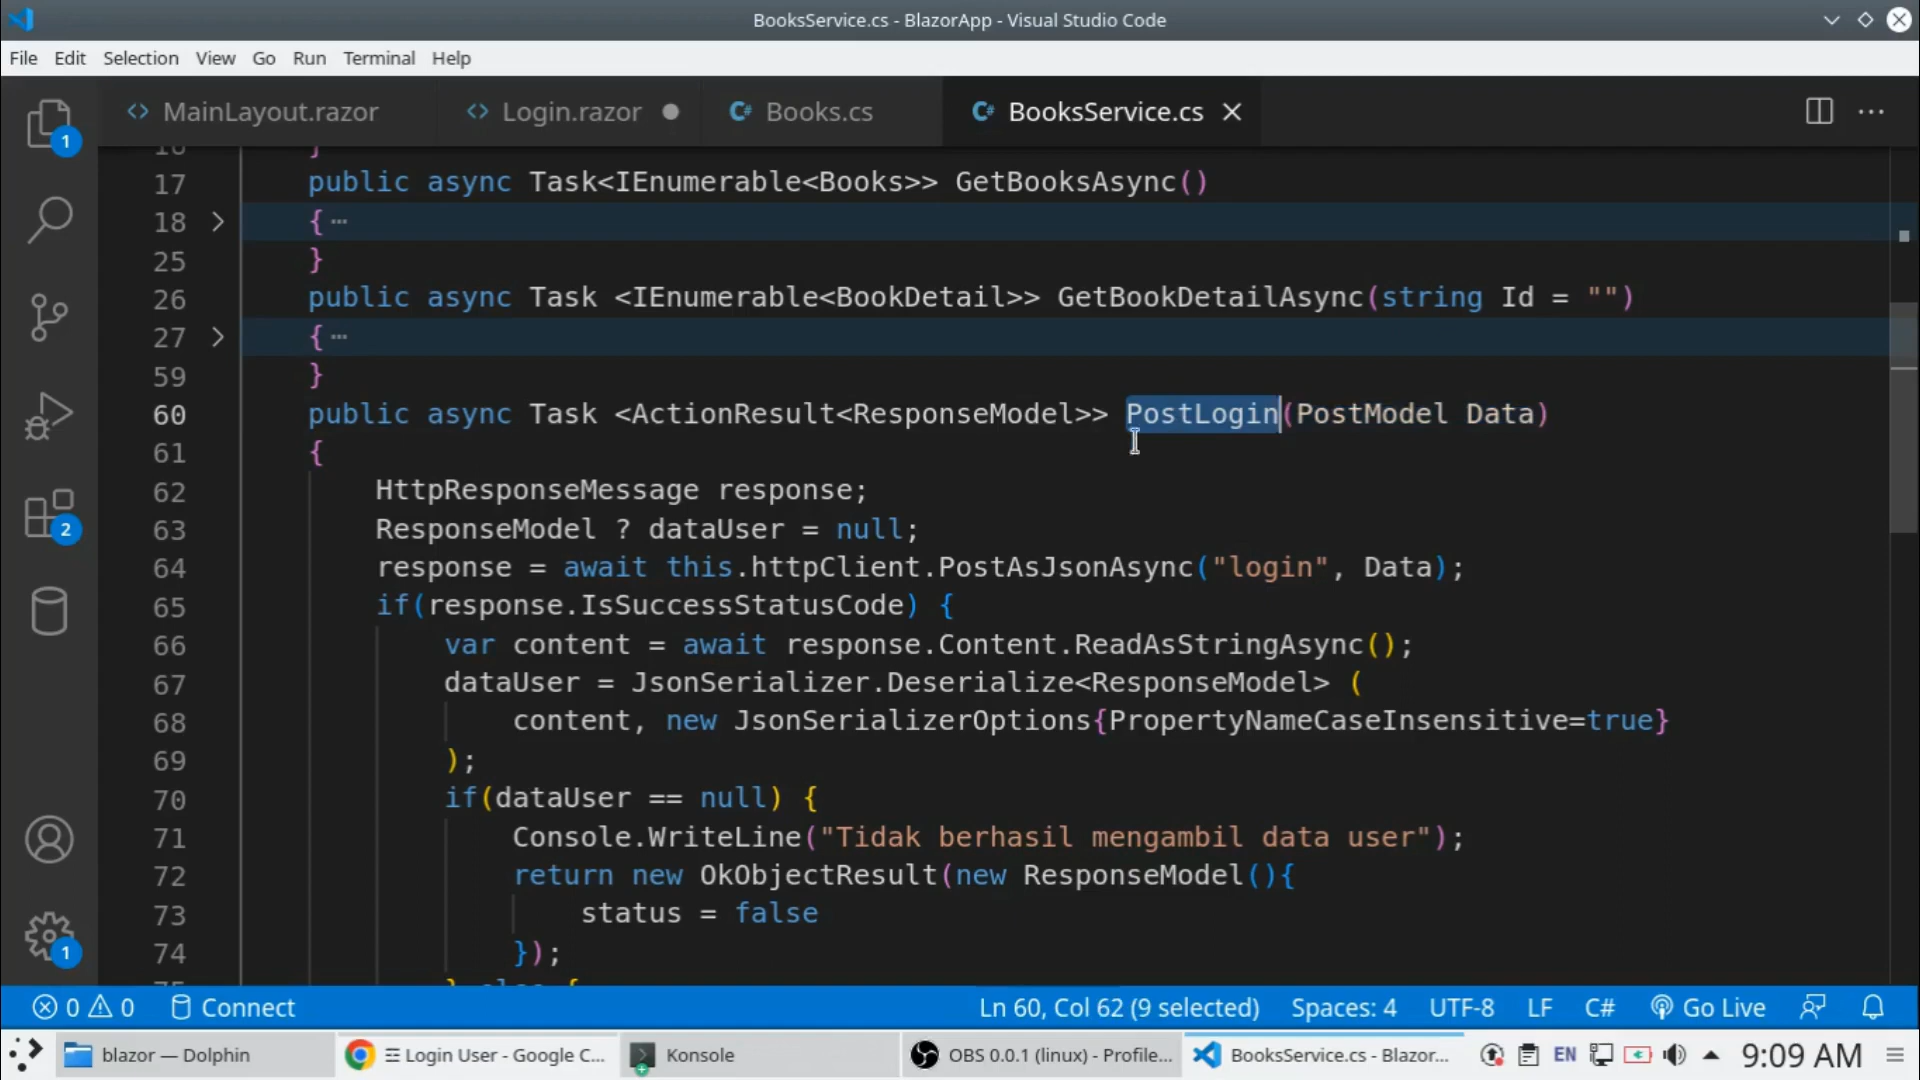 BooksService.cs - BlazorApp - Visual Studio Code
File Edit Selection View Go Run Terminal Help
MainLayout.razor Login.razor Books.cs BooksService.cs
16 }
17 public async Task<IEnumerable<Books>> GetBooksAsync()
18 { ⋯
25 }
26 public async Task <IEnumerable<BookDetail>> GetBookDetailAsync(string Id = "")
27 { ⋯
59 }
60 public async Task <ActionResult<ResponseModel>> PostLogin(PostModel Data)
61 {
62 HttpResponseMessage response;
63 ResponseModel ? dataUser = null;
64 response = await this.httpClient.PostAsJsonAsync("login", Data);
65 if(response.IsSuccessStatusCode) {
66 var content = await response.Content.ReadAsStringAsync();
67 dataUser = JsonSerializer.Deserialize<ResponseModel> (
68 content, new JsonSerializerOptions{PropertyNameCaseInsensitive=true}
69 );
70 if(dataUser == null) {
71 Console.WriteLine("Tidak berhasil mengambil data user");
72 return new OkObjectResult(new ResponseModel(){
73 status = false
74 });
75 } else {
1
2
1
0 0 Connect Ln 60, Col 62 (9 selected) Spaces: 4 UTF-8 LF C# Go Live
blazor — Dolphin Login User - Google C... Konsole OBS 0.0.1 (linux) - Profile... BooksService.cs - Blazor... EN 9:09 AM